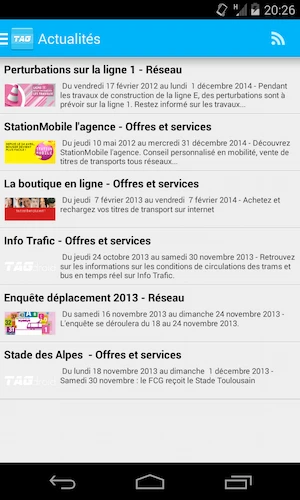 20:26
TAG Actualités
Perturbations sur la ligne 1 - Réseau
Du vendredi 17 février 2012 au lundi 1 décembre 2014 - Pendant
les travaux de construction de la ligne E, des perturbations sont à
prévoir sur la ligne 1. Restez informé sur les travaux...
StationMobile l'agence - Offres et services
Du jeudi 10 mai 2012 au mercredi 31 décembre 2014 - Découvrez
StationMobile l'agence. Conseil personnalisé en mobilité, vente de
titres de transports tous réseaux...
La boutique en ligne - Offres et services
Du jeudi 7 février 2013 au vendredi 7 février 2014 - Achetez et
rechargez vos titres de transport sur internet
Info Trafic - Offres et services
Du jeudi 24 octobre 2013 au samedi 30 novembre 2013 - Retrouvez
sur les informations sur les conditions de circulations des trams et
TAG
bus en temps réel sur Info Trafic.
Enquête déplacement 2013 - Réseau
Du samedi 16 novembre 2013 au dimanche 24 novembre 2013 -
L'enquête se déroulera du 18 au 24 novembre 2013.
Stade des Alpes - Offres et services
Du lundi 18 novembre 2013 au dimanche 1 décembre 2013 -
TAG
Samedi 30 novembre : le FCG reçoit le Stade Toulousain